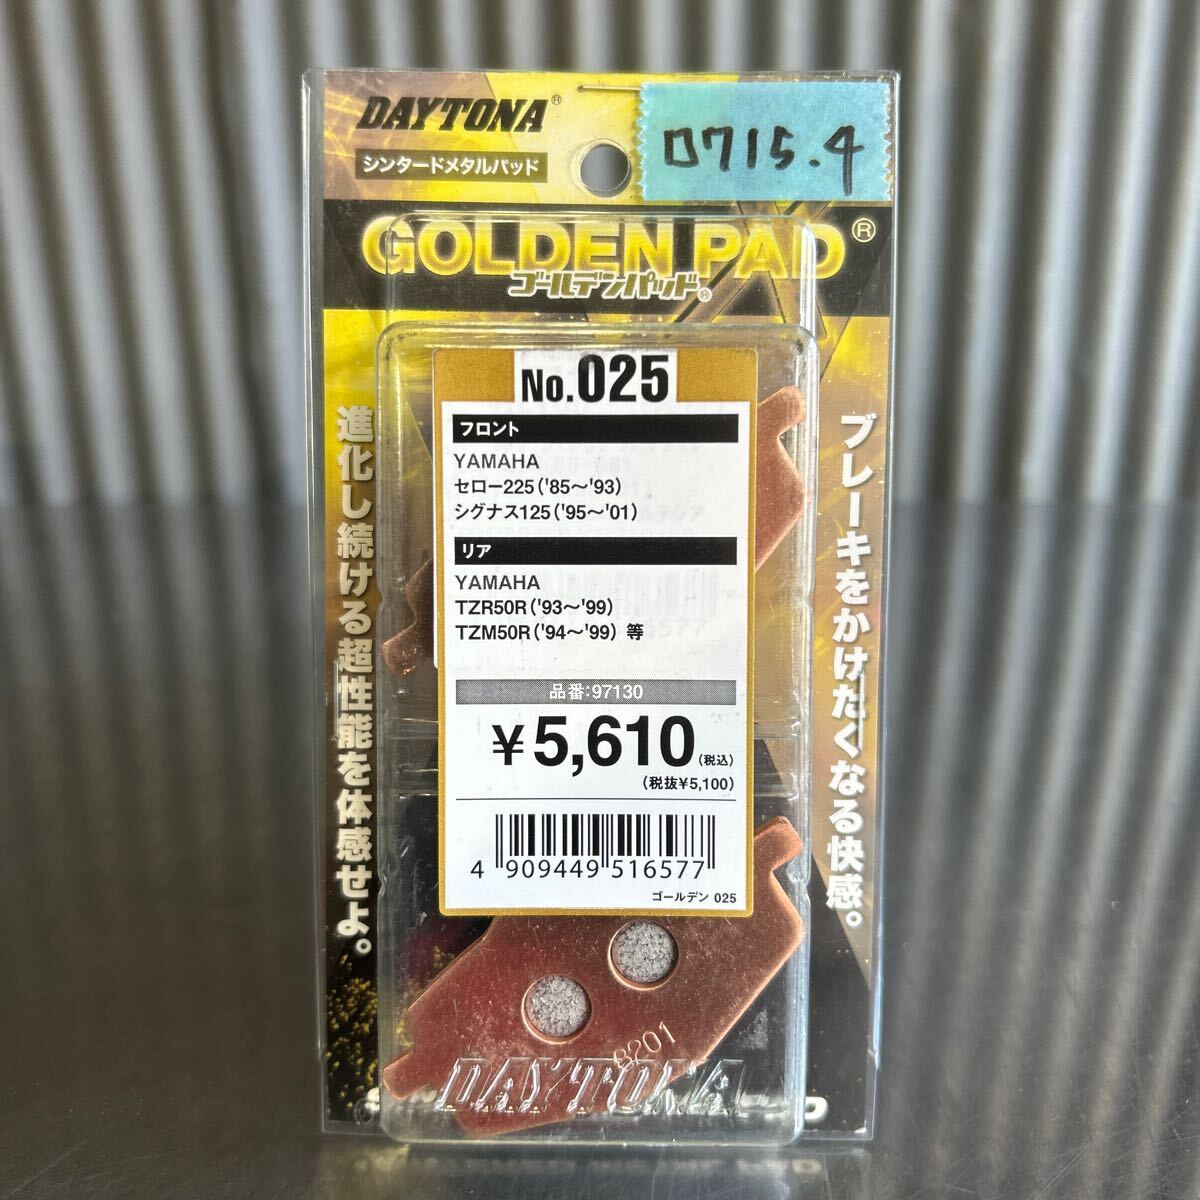 DAYTONA®
シンタードメタルパッド
ロ715.4
GOLDEN PAD®
ゴールデンパッド®
進化し続ける超性能を体感せよ。
ブレーキをかけたくなる快感。
No.025
フロント
YAMAHA
セロー225('85〜'93)
シグナス125('95〜'01)
リア
YAMAHA
TZR50R('93〜'99)
TZM50R('94〜'99) 等
品番:97130
¥5,610(税込)
(税抜¥5,100)
4 909449 516577
ゴールデン 025
8201
DAYTONA